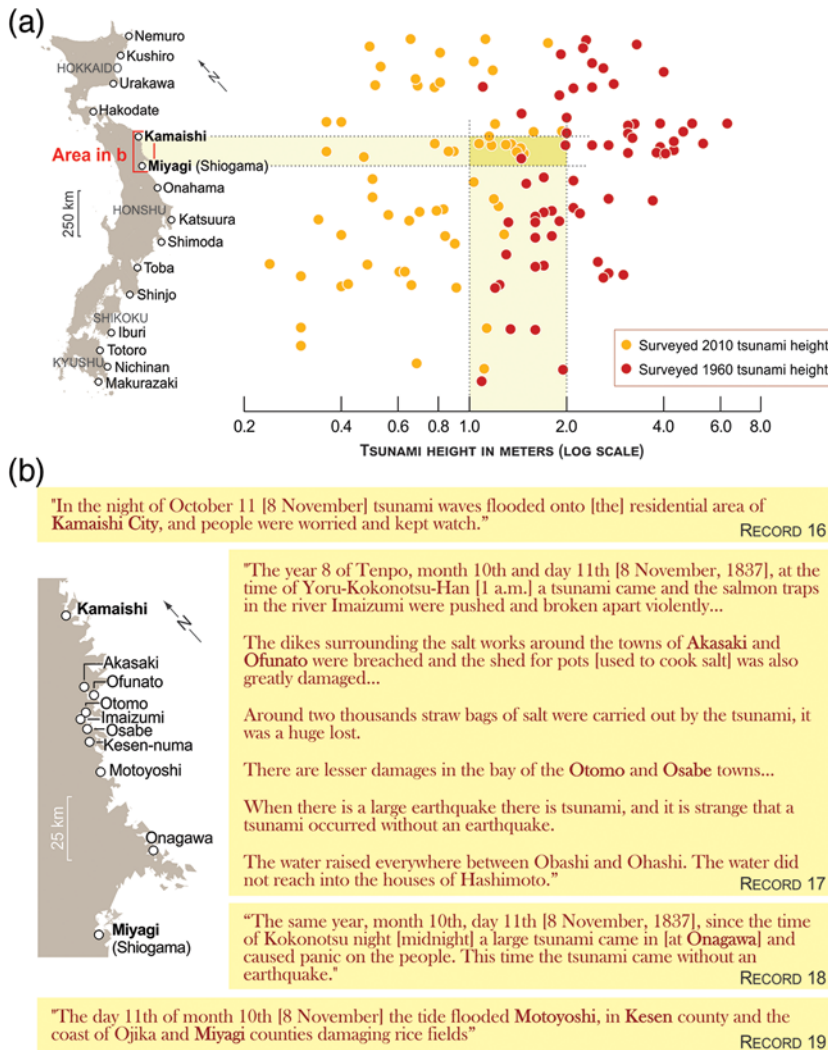 (a)
Nemuro
Kushiro
HOKKAIDO
Urakawa
Hakodate
Kamaishi
Area in b
Miyagi (Shiogama)
Onahama
250 km
HONSHU
Katsuura
Shimoda
Toba
Shinjo
SHIKOKU
Iburi
Totoro
KYUSHU
Nichinan
Makurazaki
N
Surveyed 2010 tsunami height
Surveyed 1960 tsunami height
0.2 0.4 0.6 0.8 1.0 2.0 4.0 6.0 8.0
TSUNAMI HEIGHT IN METERS (LOG SCALE)
(b)
"In the night of October 11 [8 November] tsunami waves flooded onto [the] residential area of
Kamaishi City, and people were worried and kept watch.”
RECORD 16
Kamaishi
N
Akasaki
Ofunato
Otomo
Imaizumi
Osabe
Kesen-numa
Motoyoshi
25 km
Onagawa
Miyagi
(Shiogama)
"The year 8 of Tenpo, month 10th and day 11th [8 November, 1837], at the
time of Yoru-Kokonotsu-Han [1 a.m.] a tsunami came and the salmon traps
in the river Imaizumi were pushed and broken apart violently...
The dikes surrounding the salt works around the towns of Akasaki and
Ofunato were breached and the shed for pots [used to cook salt] was also
greatly damaged...
Around two thousands straw bags of salt were carried out by the tsunami, it
was a huge lost.
There are lesser damages in the bay of the Otomo and Osabe towns...
When there is a large earthquake there is tsunami, and it is strange that a
tsunami occurred without an earthquake.
The water raised everywhere between Obashi and Ohashi. The water did
not reach into the houses of Hashimoto.”
RECORD 17
“The same year, month 10th, day 11th [8 November, 1837], since the time
of Kokonotsu night [midnight] a large tsunami came in [at Onagawa] and
caused panic on the people. This time the tsunami came without an
earthquake."
RECORD 18
"The day 11th of month 10th [8 November] the tide flooded Motoyoshi, in Kesen county and the
coast of Ojika and Miyagi counties damaging rice fields”
RECORD 19